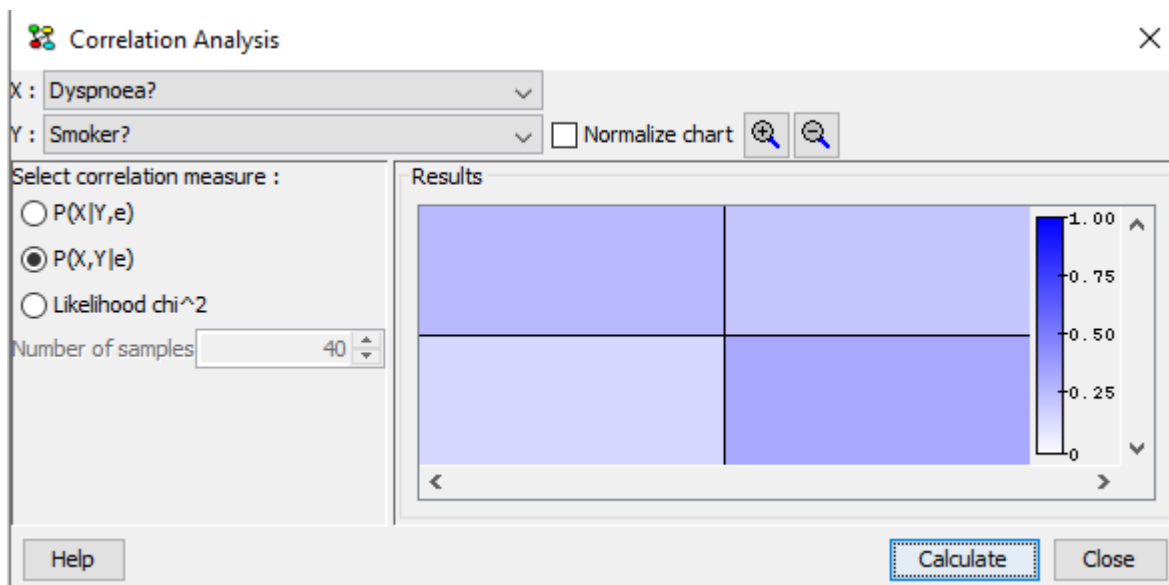 Correlation Analysis
X : Dyspnoea?
Y : Smoker? Normalize chart
Select correlation measure :
P(X|Y,e)
P(X,Y|e)
Likelihood chi^2
Number of samples 40
Results
1.00
0.75
0.50
0.25
0
Help Calculate Close